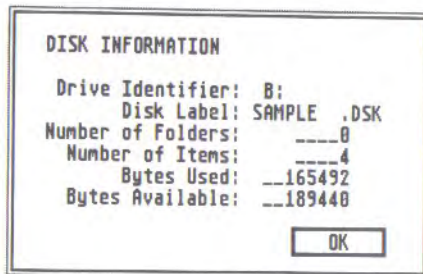 DISK INFORMATION
Drive Identifier: B:
Disk Label: SAMPLE .DSK
Number of Folders: ____0
Number of Items: ____4
Bytes Used: __165492
Bytes Available: __189440
OK